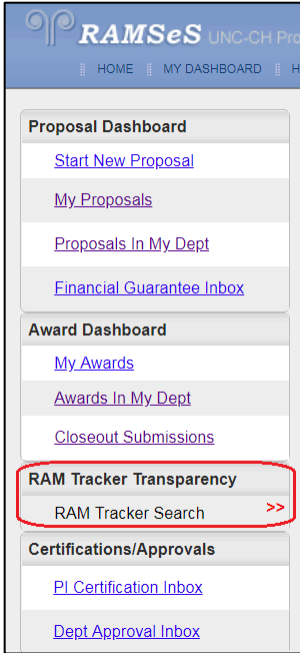 RAMSeS UNC-CH Pro
HOME MY DASHBOARD H
Proposal Dashboard
Start New Proposal
My Proposals
Proposals In My Dept
Financial Guarantee Inbox
Award Dashboard
My Awards
Awards In My Dept
Closeout Submissions
RAM Tracker Transparency
RAM Tracker Search >>
Certifications/Approvals
PI Certification Inbox
Dept Approval Inbox